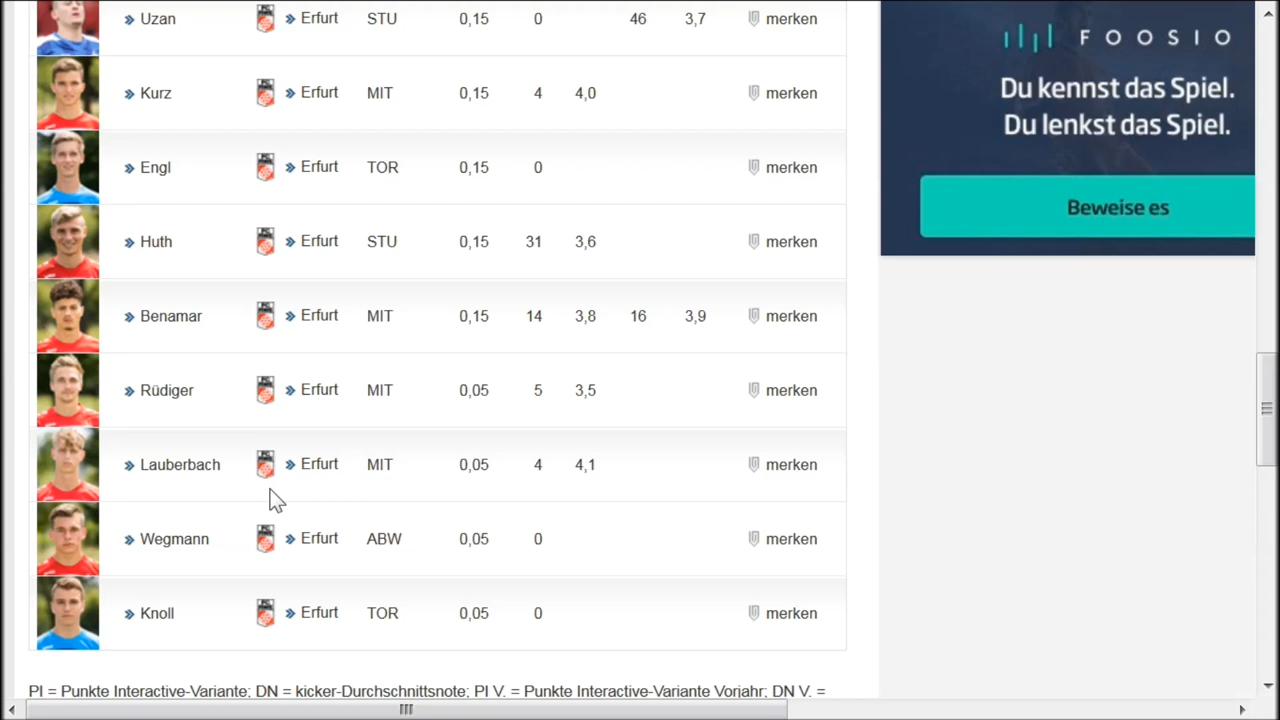 » Uzan » Erfurt STU 0,15 0 46 3,7 merken
» Kurz » Erfurt MIT 0,15 4 4,0 merken
» Engl » Erfurt TOR 0,15 0 merken
» Huth » Erfurt STU 0,15 31 3,6 merken
» Benamar » Erfurt MIT 0,15 14 3,8 16 3,9 merken
» Rüdiger » Erfurt MIT 0,05 5 3,5 merken
» Lauberbach » Erfurt MIT 0,05 4 4,1 merken
» Wegmann » Erfurt ABW 0,05 0 merken
» Knoll » Erfurt TOR 0,05 0 merken
PI = Punkte Interactive-Variante; DN = kicker-Durchschnittsnote; PI V. = Punkte Interactive-Variante Vorjahr; DN V. =
FOOSIO
Du kennst das Spiel.
Du lenkst das Spiel.
Beweise es